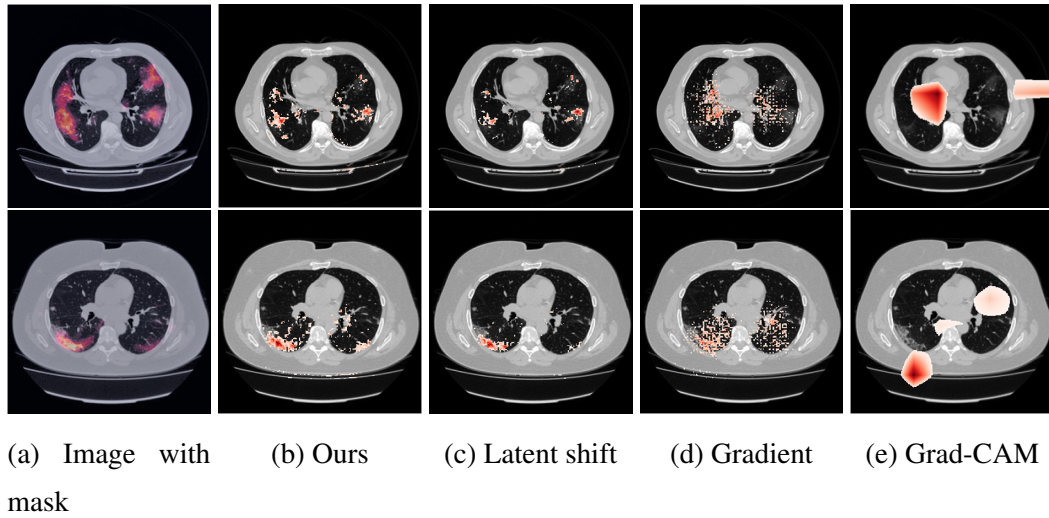 (a) Image with mask
(b) Ours
(c) Latent shift
(d) Gradient
(e) Grad-CAM